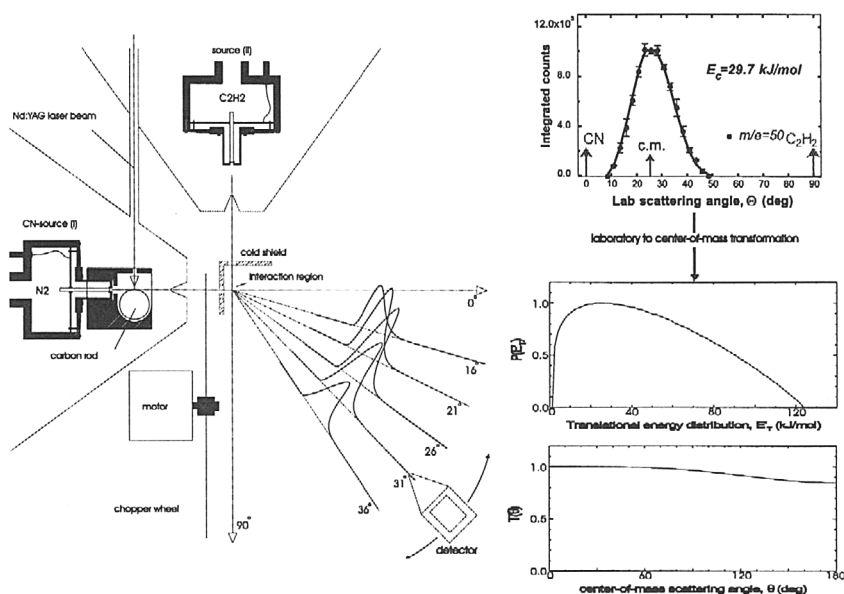 source (II)
C2H2
Nd:YAG laser beam
CN-source (I)
N2
carbon rod
cold shield
interaction region
0°
16°
21°
26°
31°
36°
90°
motor
chopper wheel
detector
12.0x10³
8.0
4.0
0.0
Integrated counts
E_c=29.7 kJ/mol
m/e=50
CN
c.m.
C₂H₂
0 10 20 30 40 50 60 70 80 90
Lab scattering angle, Θ (deg)
laboratory to center-of-mass transformation
1.0
0.5
0.0
P(E'_T)
0 40 80 120
Translational energy distribution, E'_T (kJ/mol)
1.0
0.5
T(θ)
0 60 120 180
center-of-mass scattering angle, θ (deg)